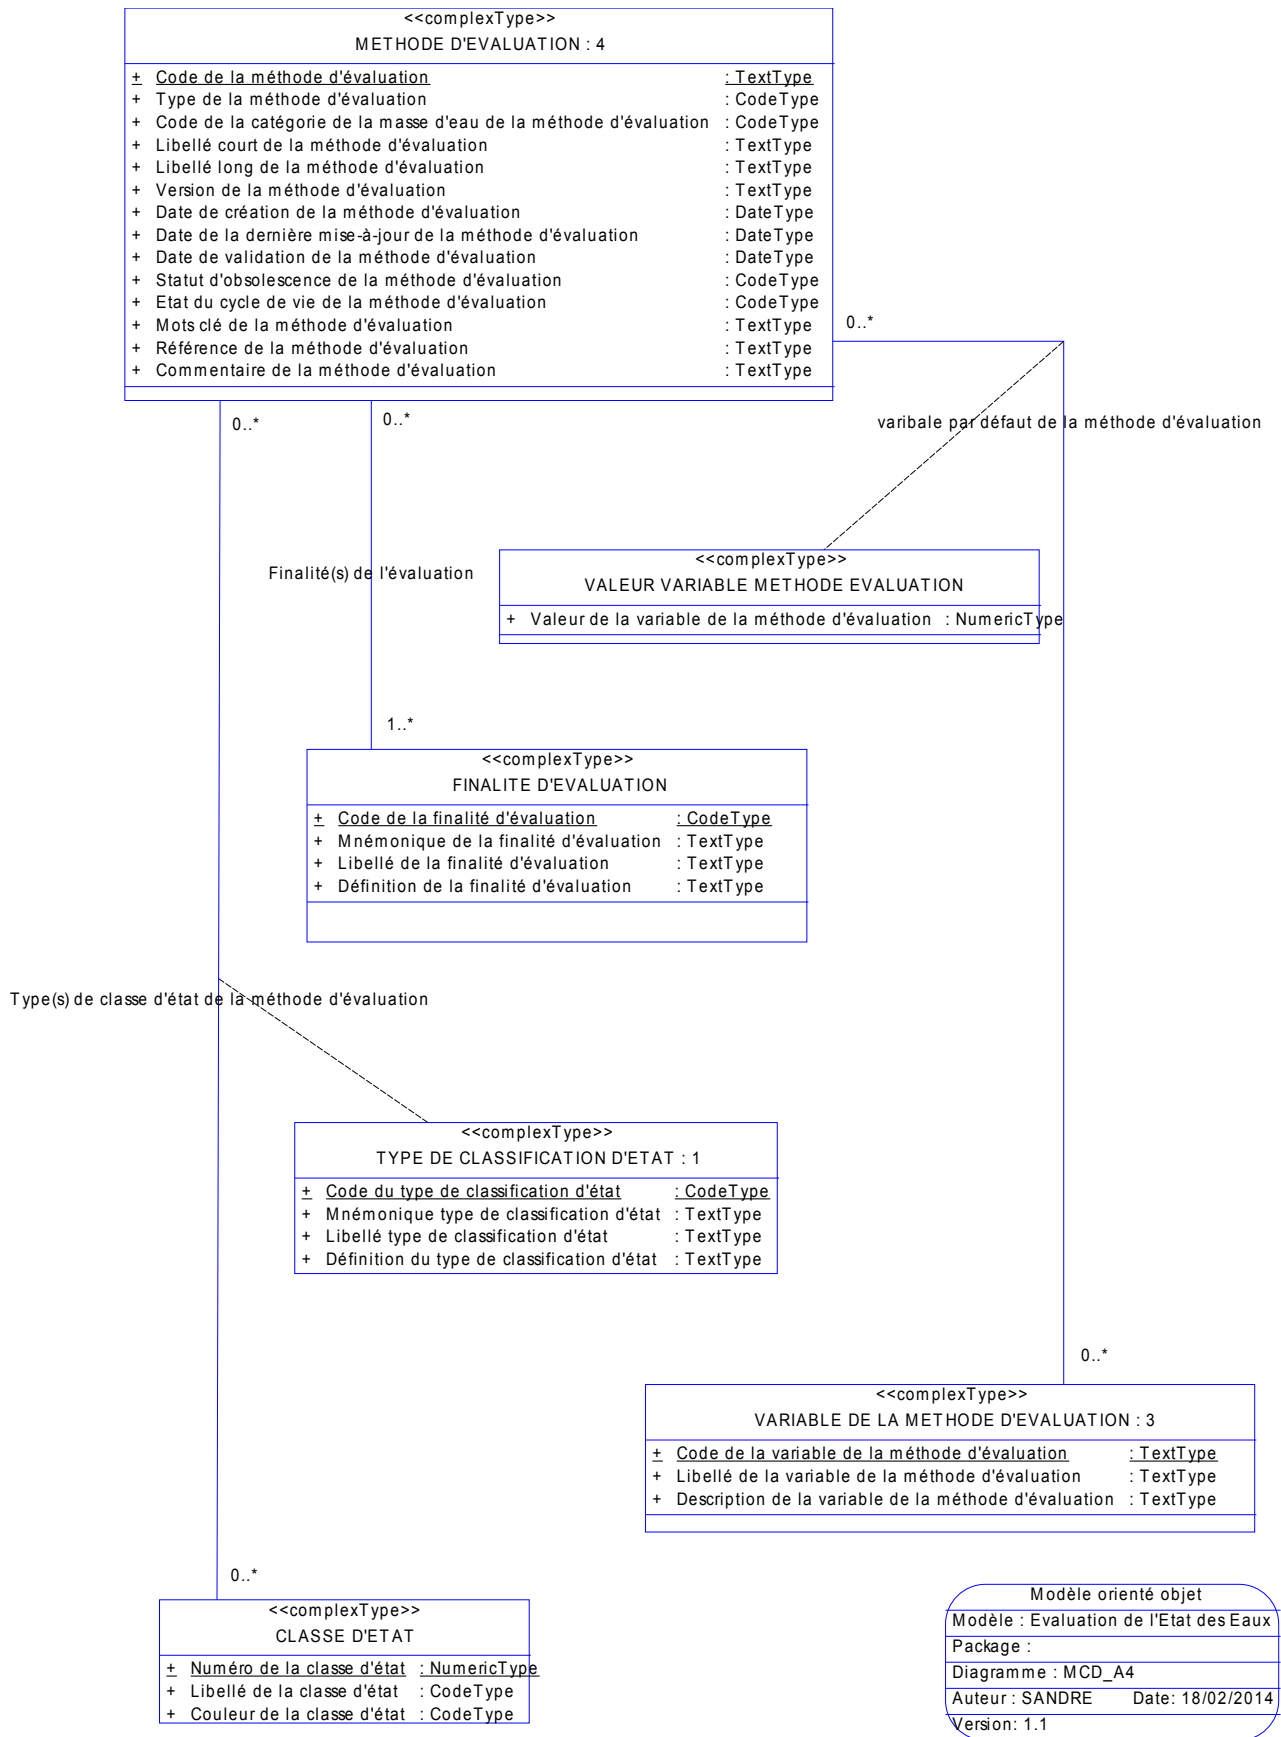 <<complexType>>
METHODE D'EVALUATION : 4
+ Code de la méthode d'évaluation : TextType
+ Type de la méthode d'évaluation : CodeType
+ Code de la catégorie de la masse d'eau de la méthode d'évaluation : CodeType
+ Libellé court de la méthode d'évaluation : TextType
+ Libellé long de la méthode d'évaluation : TextType
+ Version de la méthode d'évaluation : TextType
+ Date de création de la méthode d'évaluation : DateType
+ Date de la dernière mise-à-jour de la méthode d'évaluation : DateType
+ Date de validation de la méthode d'évaluation : DateType
+ Statut d'obsolescence de la méthode d'évaluation : CodeType
+ Etat du cycle de vie de la méthode d'évaluation : CodeType
+ Mots clé de la méthode d'évaluation : TextType
+ Référence de la méthode d'évaluation : TextType
+ Commentaire de la méthode d'évaluation : TextType
0..*
0..*
0..*
varibale par défaut de la méthode d'évaluation
<<complexType>>
VALEUR VARIABLE METHODE EVALUATION
+ Valeur de la variable de la méthode d'évaluation : NumericType
Finalité(s) de l'évaluation
1..*
<<complexType>>
FINALITE D'EVALUATION
+ Code de la finalité d'évaluation : CodeType
+ Mnémonique de la finalité d'évaluation : TextType
+ Libellé de la finalité d'évaluation : TextType
+ Définition de la finalité d'évaluation : TextType
Type(s) de classe d'état de la méthode d'évaluation
<<complexType>>
TYPE DE CLASSIFICATION D'ETAT : 1
+ Code du type de classification d'état : CodeType
+ Mnémonique type de classification d'état : TextType
+ Libellé type de classification d'état : TextType
+ Définition du type de classification d'état : TextType
0..*
<<complexType>>
VARIABLE DE LA METHODE D'EVALUATION : 3
+ Code de la variable de la méthode d'évaluation : TextType
+ Libellé de la variable de la méthode d'évaluation : TextType
+ Description de la variable de la méthode d'évaluation : TextType
0..*
<<complexType>>
CLASSE D'ETAT
+ Numéro de la classe d'état : NumericType
+ Libellé de la classe d'état : CodeType
+ Couleur de la classe d'état : CodeType
Modèle orienté objet
Modèle : Evaluation de l'Etat des Eaux
Package :
Diagramme : MCD_A4
Auteur : SANDRE Date: 18/02/2014
Version: 1.1